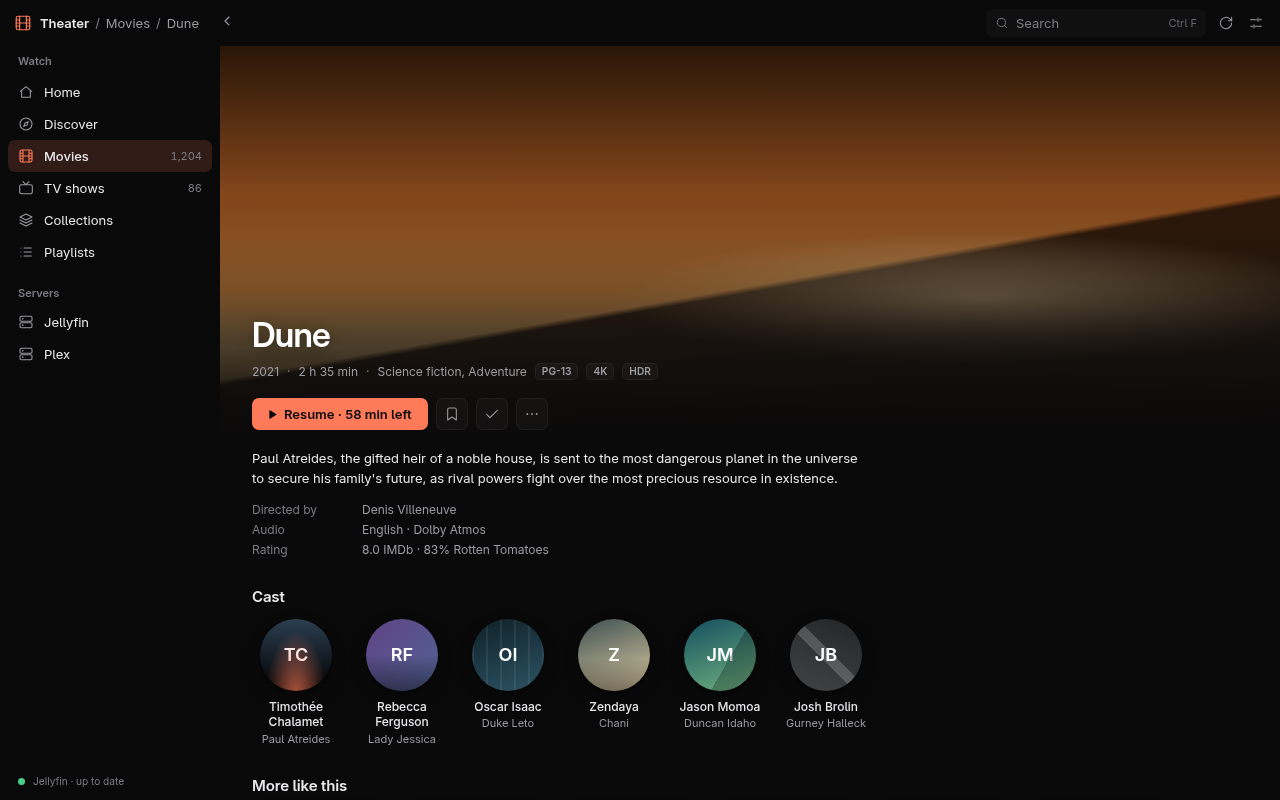 Theater / Movies / Dune
Search Ctrl F
Watch
Home
Discover
Movies 1,204
TV shows 86
Collections
Playlists
Servers
Jellyfin
Plex
Jellyfin · up to date
Dune
2021 · 2 h 35 min · Science fiction, Adventure PG-13 4K HDR
Resume · 58 min left
Paul Atreides, the gifted heir of a noble house, is sent to the most dangerous planet in the universe
to secure his family's future, as rival powers fight over the most precious resource in existence.
Directed by Denis Villeneuve
Audio English · Dolby Atmos
Rating 8.0 IMDb · 83% Rotten Tomatoes
Cast
TC
Timothée
Chalamet
Paul Atreides
RF
Rebecca
Ferguson
Lady Jessica
OI
Oscar Isaac
Duke Leto
Z
Zendaya
Chani
JM
Jason Momoa
Duncan Idaho
JB
Josh Brolin
Gurney Halleck
More like this